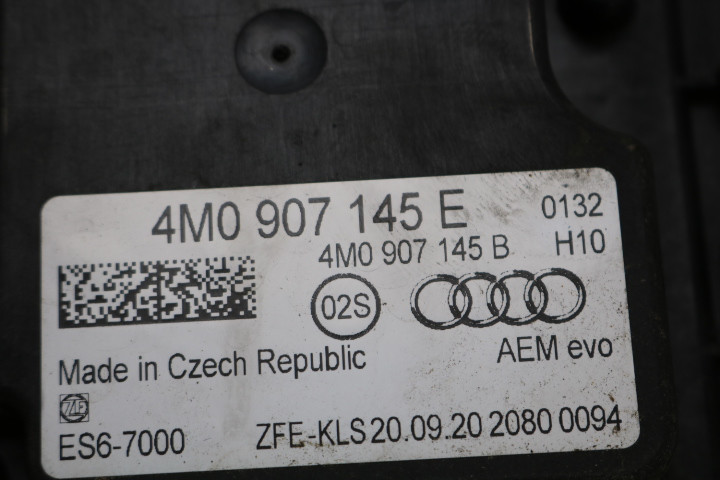 4M0 907 145 E 0132
4M0 907 145 B H10
02S
Made in Czech Republic AEM evo
ZF
ES6-7000 ZFE-KLS 20.09.20 2080 0094